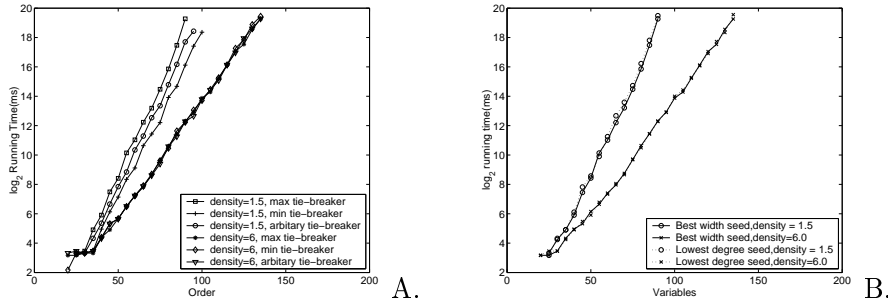 20
18
16
14
12
10
8
6
4
2
log2 Running Time(ms)
0 50 100 150 200
Order
density=1.5, max tie−breaker
density=1.5, min tie−breaker
density=1.5, arbitary tie−breaker
density=6, max tie−breaker
density=6, min tie−breaker
density=6, arbitary tie−breaker
A.
20
18
16
14
12
10
8
6
4
2
log2 running time(ms)
0 50 100 150 200
Variables
Best width seed,density = 1.5
Best width seed,density=6.0
Lowest degree seed,density = 1.5
Lowest degree seed,density=6.0
B.